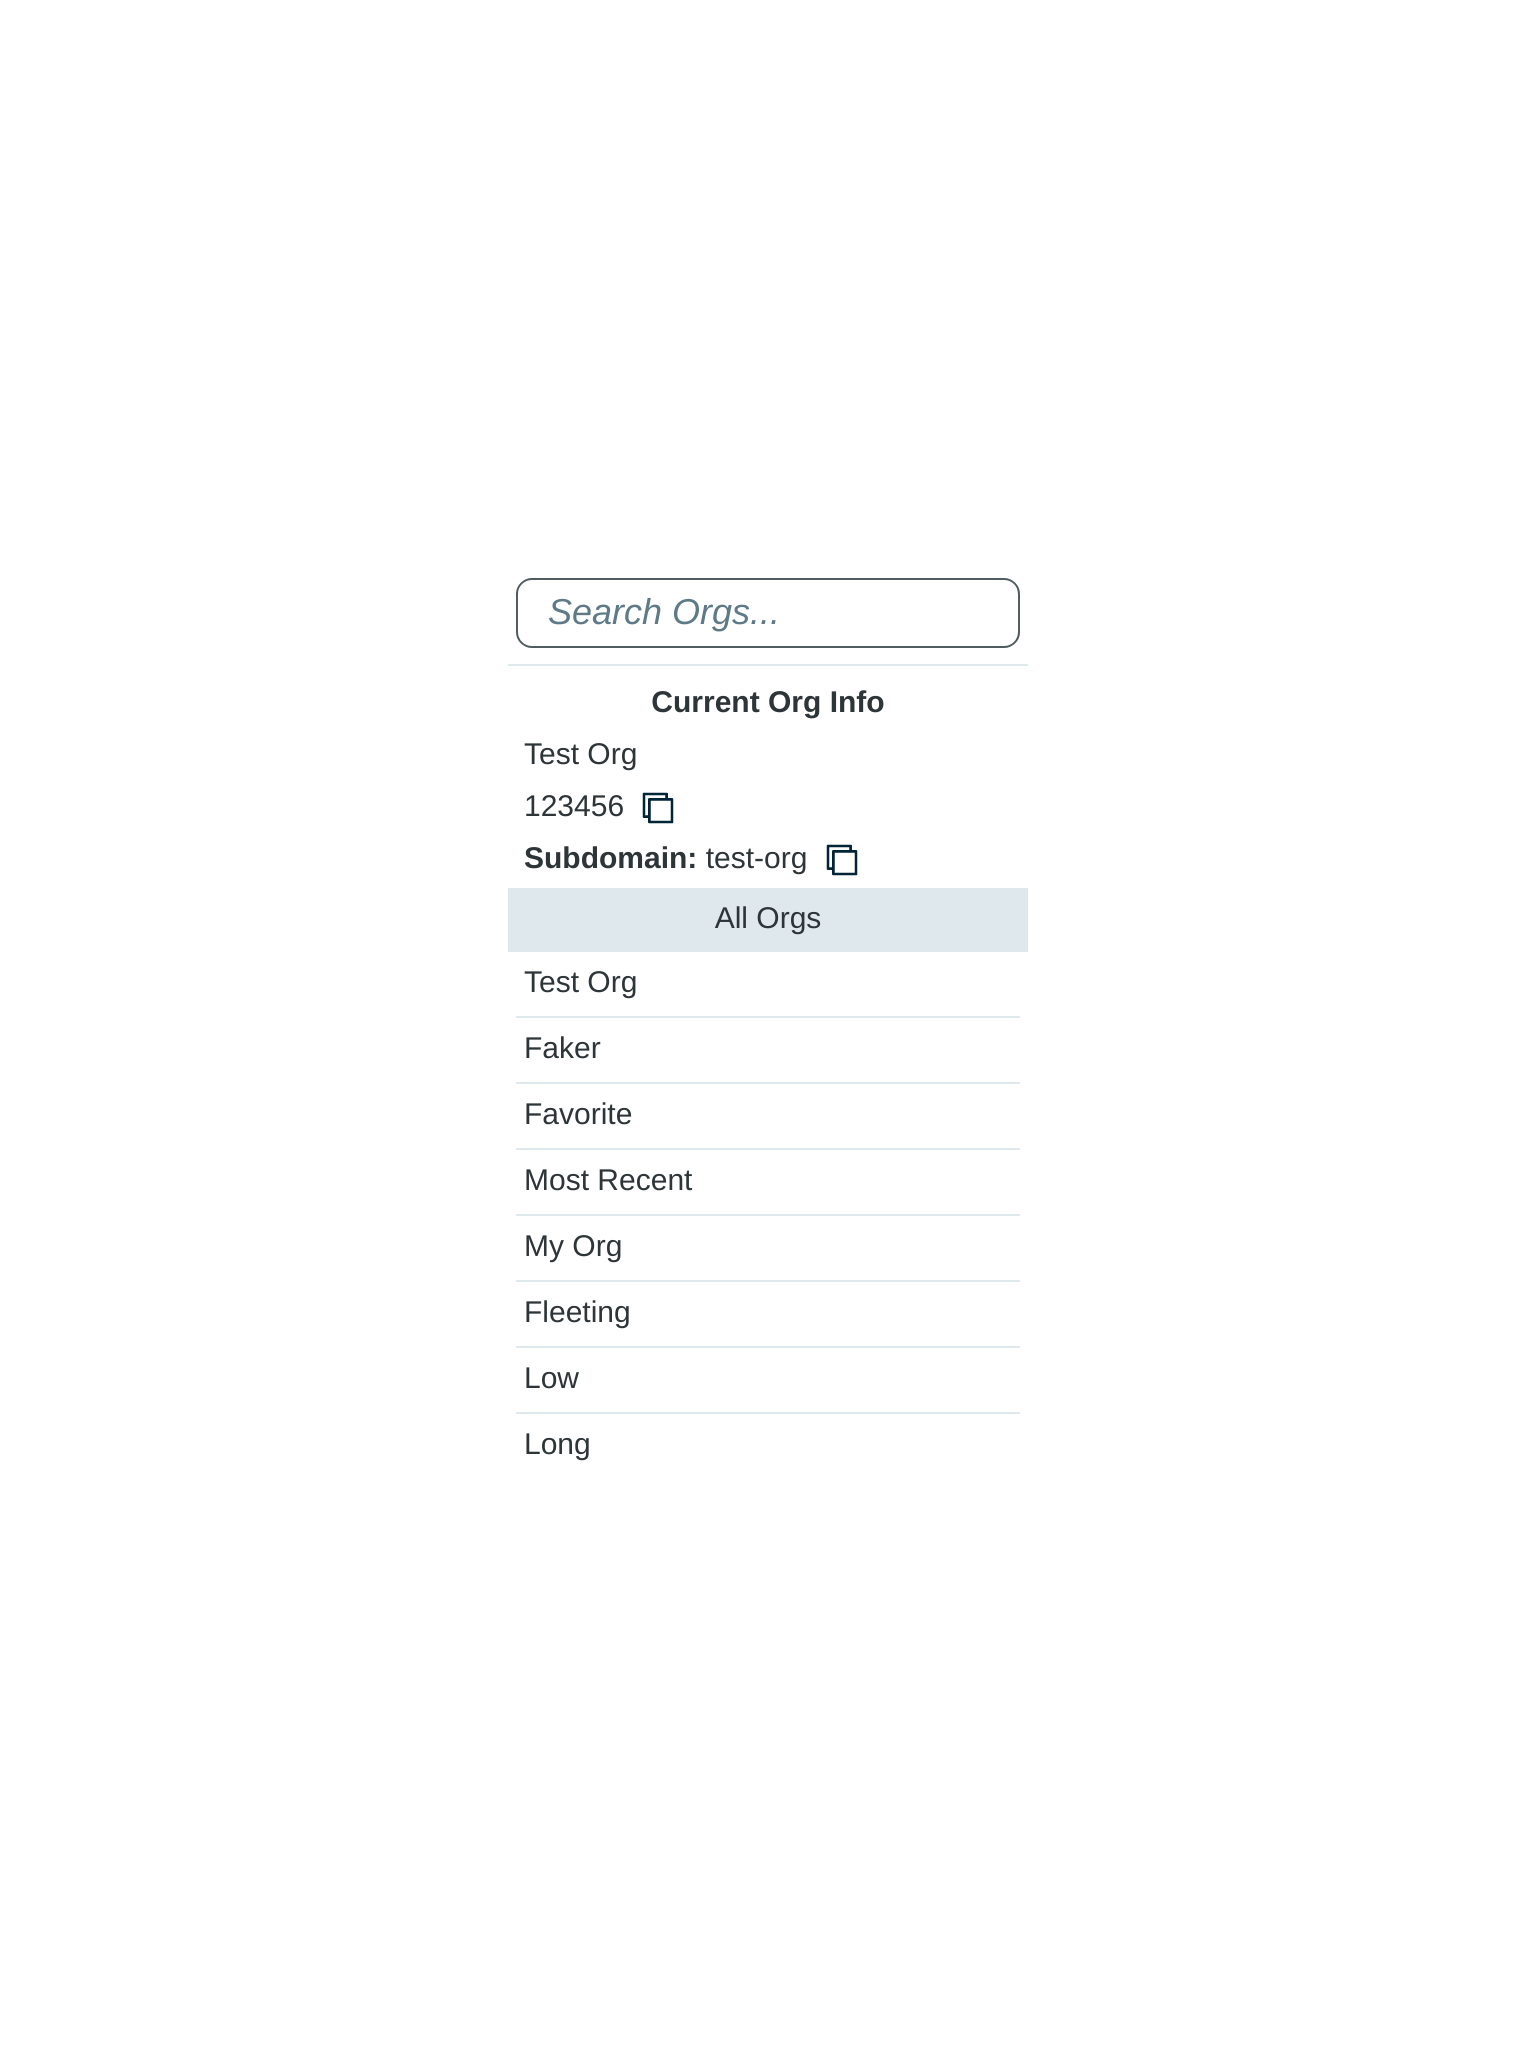 Search Orgs...
Current Org Info
Test Org
123456
Subdomain: test-org
All Orgs
Test Org
Faker
Favorite
Most Recent
My Org
Fleeting
Low
Long